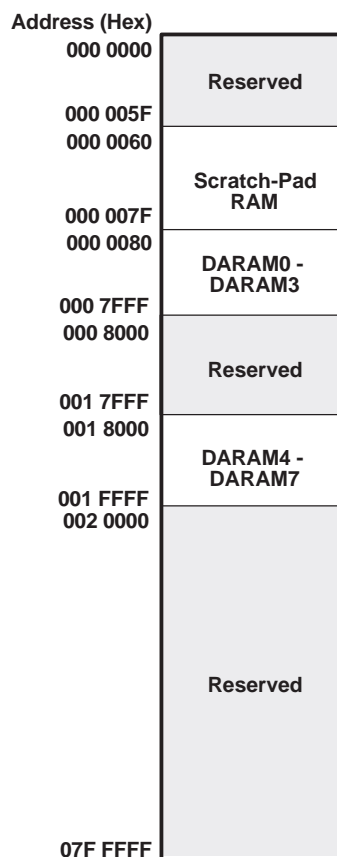 Address (Hex)
000 0000
Reserved
000 005F
000 0060
Scratch-Pad
RAM
000 007F
000 0080
DARAM0 -
DARAM3
000 7FFF
000 8000
Reserved
001 7FFF
001 8000
DARAM4 -
DARAM7
001 FFFF
002 0000
Reserved
07F FFFF